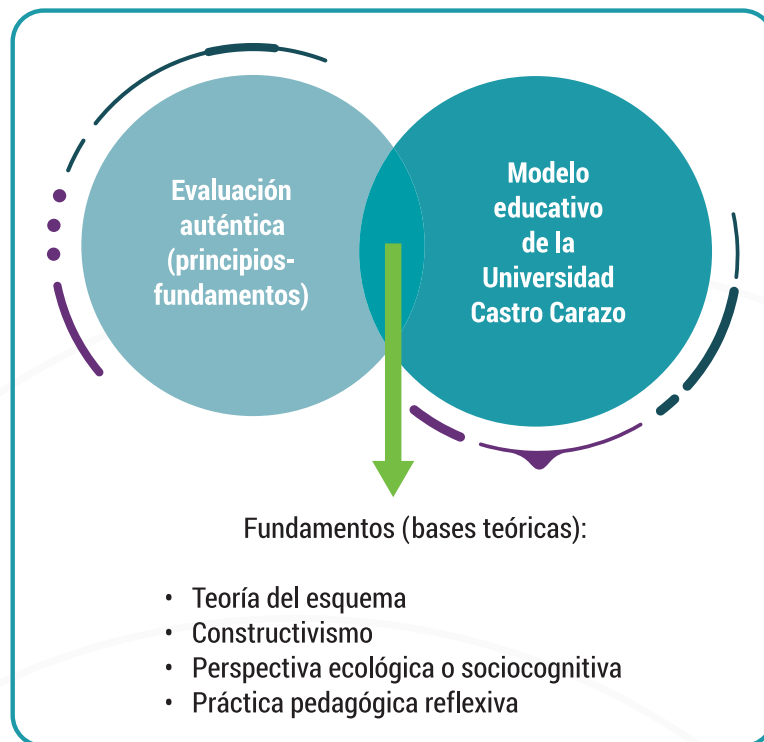 Evaluación
auténtica
(principios-
fundamentos)
Modelo
educativo
de la
Universidad
Castro Carazo
Fundamentos (bases teóricas):
• Teoría del esquema
• Constructivismo
• Perspectiva ecológica o sociocognitiva
• Práctica pedagógica reflexiva